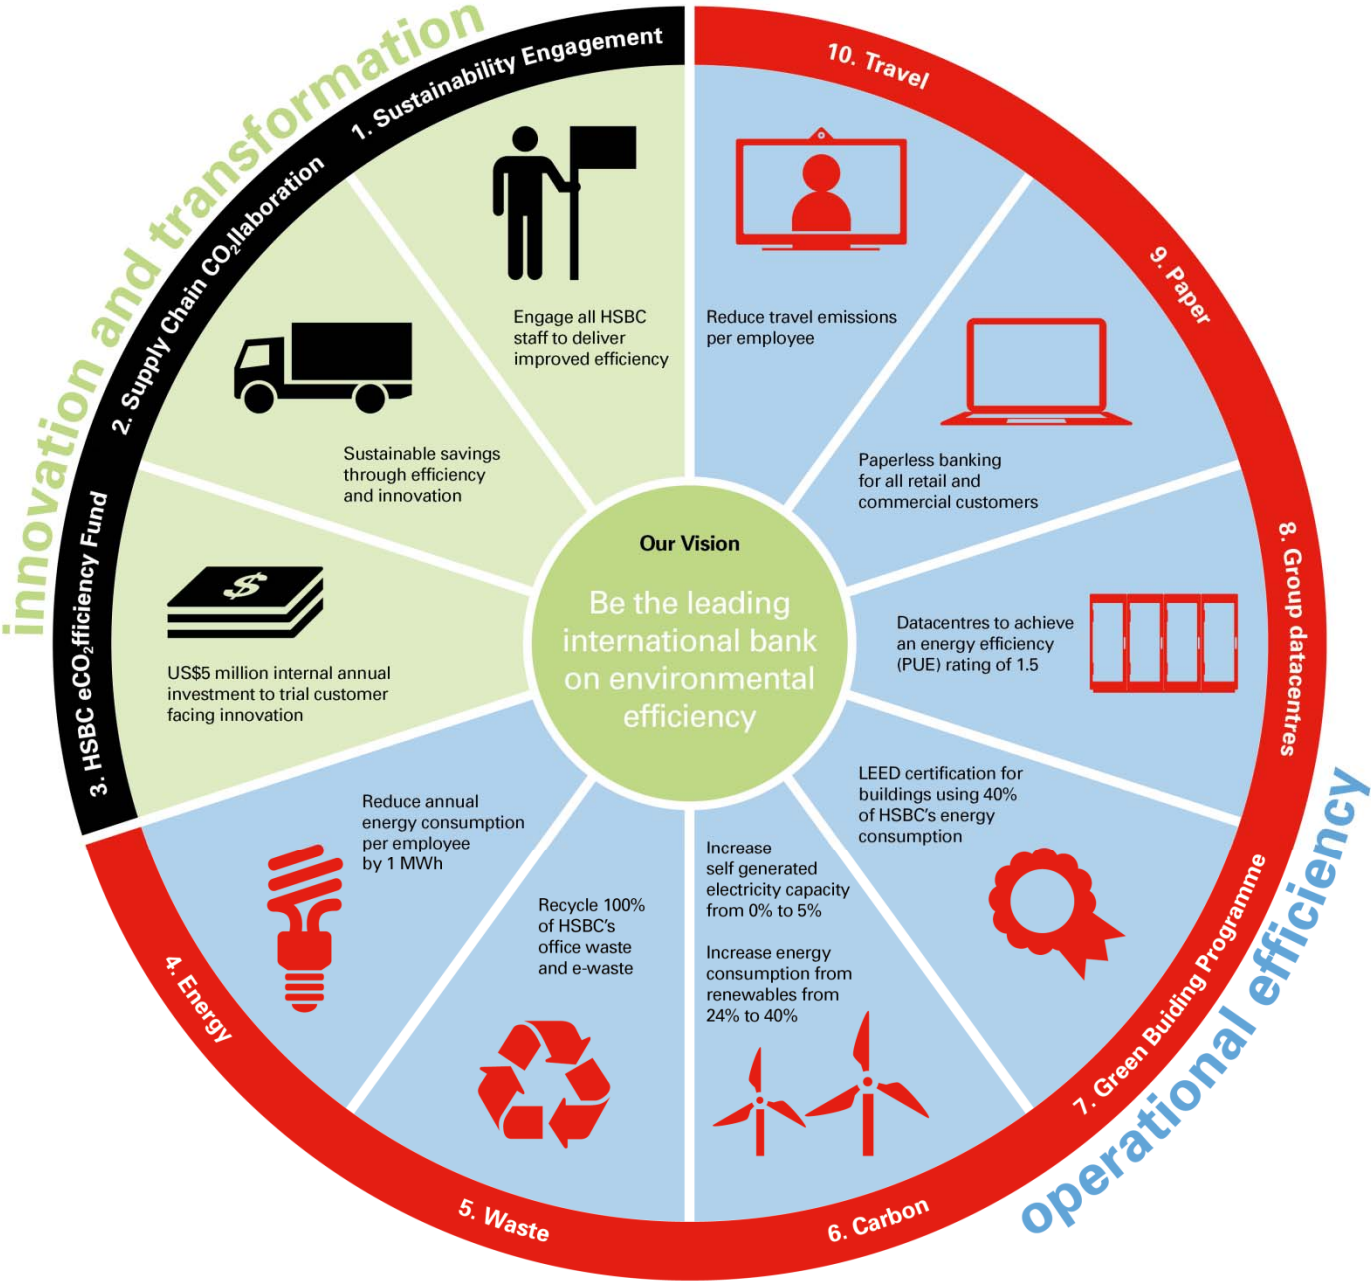 innovation and transformation
1. Sustainability Engagement
Engage all HSBC
staff to deliver
improved efficiency
2. Supply Chain CO₂llaboration
Sustainable savings
through efficiency
and innovation
3. HSBC eCO₂fficiency Fund
$
US$5 million internal annual
investment to trial customer
facing innovation
4. Energy
Reduce annual
energy consumption
per employee
by 1 MWh
5. Waste
Recycle 100%
of HSBC's
office waste
and e-waste
6. Carbon
Increase
self generated
electricity capacity
from 0% to 5%
Increase energy
consumption from
renewables from
24% to 40%
7. Green Buiding Programme
LEED certification for
buildings using 40%
of HSBC's energy
consumption
8. Group datacentres
Datacentres to achieve
an energy efficiency
(PUE) rating of 1.5
9. Paper
Paperless banking
for all retail and
commercial customers
10. Travel
Reduce travel emissions
per employee
operational efficiency
Our Vision
Be the leading
international bank
on environmental
efficiency